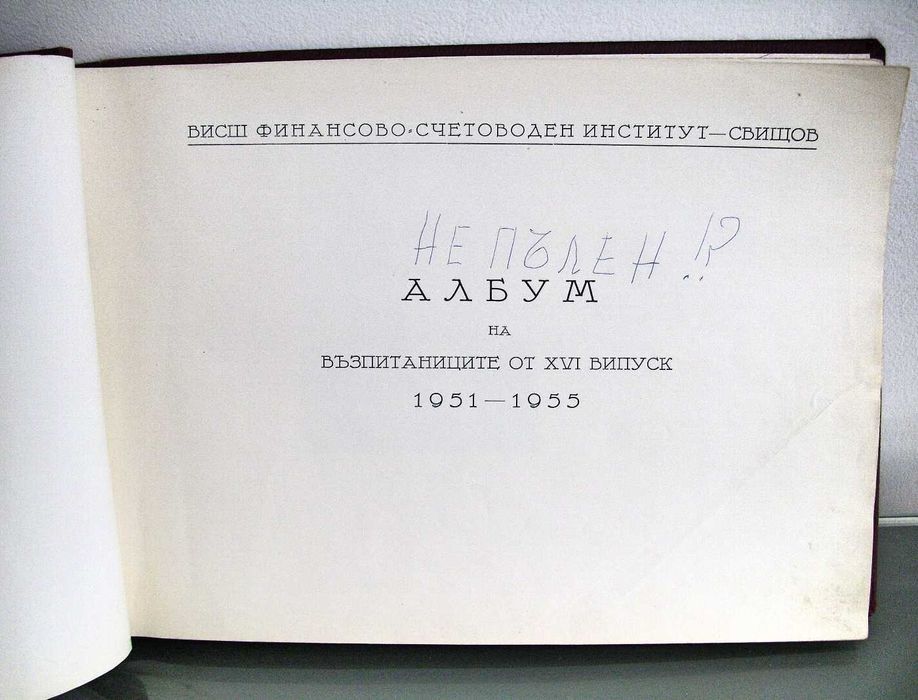 ВИСШ ФИНАНСОВО-СЧЕТОВОДЕН ИНСТИТУТ—СВИЩОВ
НЕ ПЪЛЕН !?
АЛБУМ
НА
ВЪЗПИТАНИЦИТЕ ОТ XVI ВИПУСК
1951—1955